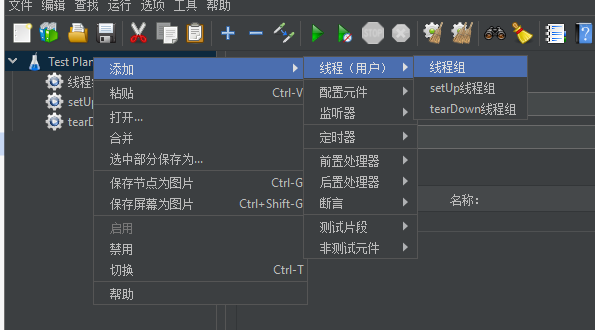 文件 编辑 查找 运行 选项 工具 帮助
Test Plan
线程
setU
tearD
添加
粘贴 Ctrl-V
打开...
合并
选中部分保存为...
保存节点为图片 Ctrl-G
保存屏幕为图片 Ctrl+Shift-G
启用
禁用
切换 Ctrl-T
帮助
线程（用户）
配置元件
监听器
定时器
前置处理器
后置处理器
断言
测试片段
非测试元件
线程组
setUp线程组
tearDown线程组
名称：